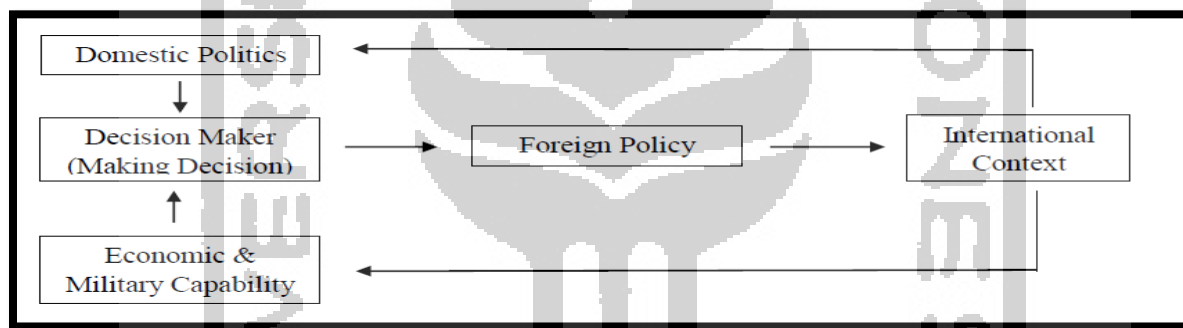 Domestic Politics
Decision Maker
(Making Decision)
Foreign Policy
International
Context
Economic &
Military Capability